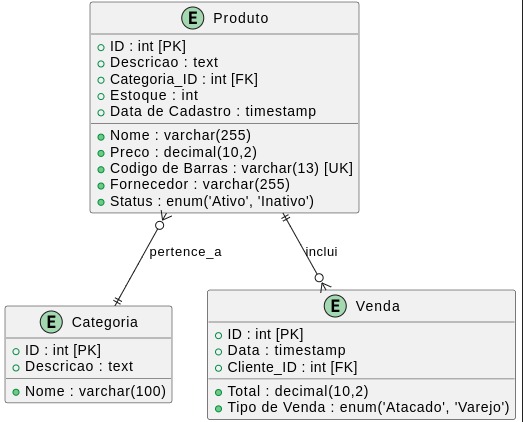 E Produto
ID : int [PK]
Descricao : text
Categoria_ID : int [FK]
Estoque : int
Data de Cadastro : timestamp
Nome : varchar(255)
Preco : decimal(10,2)
Codigo de Barras : varchar(13) [UK]
Fornecedor : varchar(255)
Status : enum('Ativo', 'Inativo')
pertence_a
inclui
E Categoria
ID : int [PK]
Descricao : text
Nome : varchar(100)
E Venda
ID : int [PK]
Data : timestamp
Cliente_ID : int [FK]
Total : decimal(10,2)
Tipo de Venda : enum('Atacado', 'Varejo')